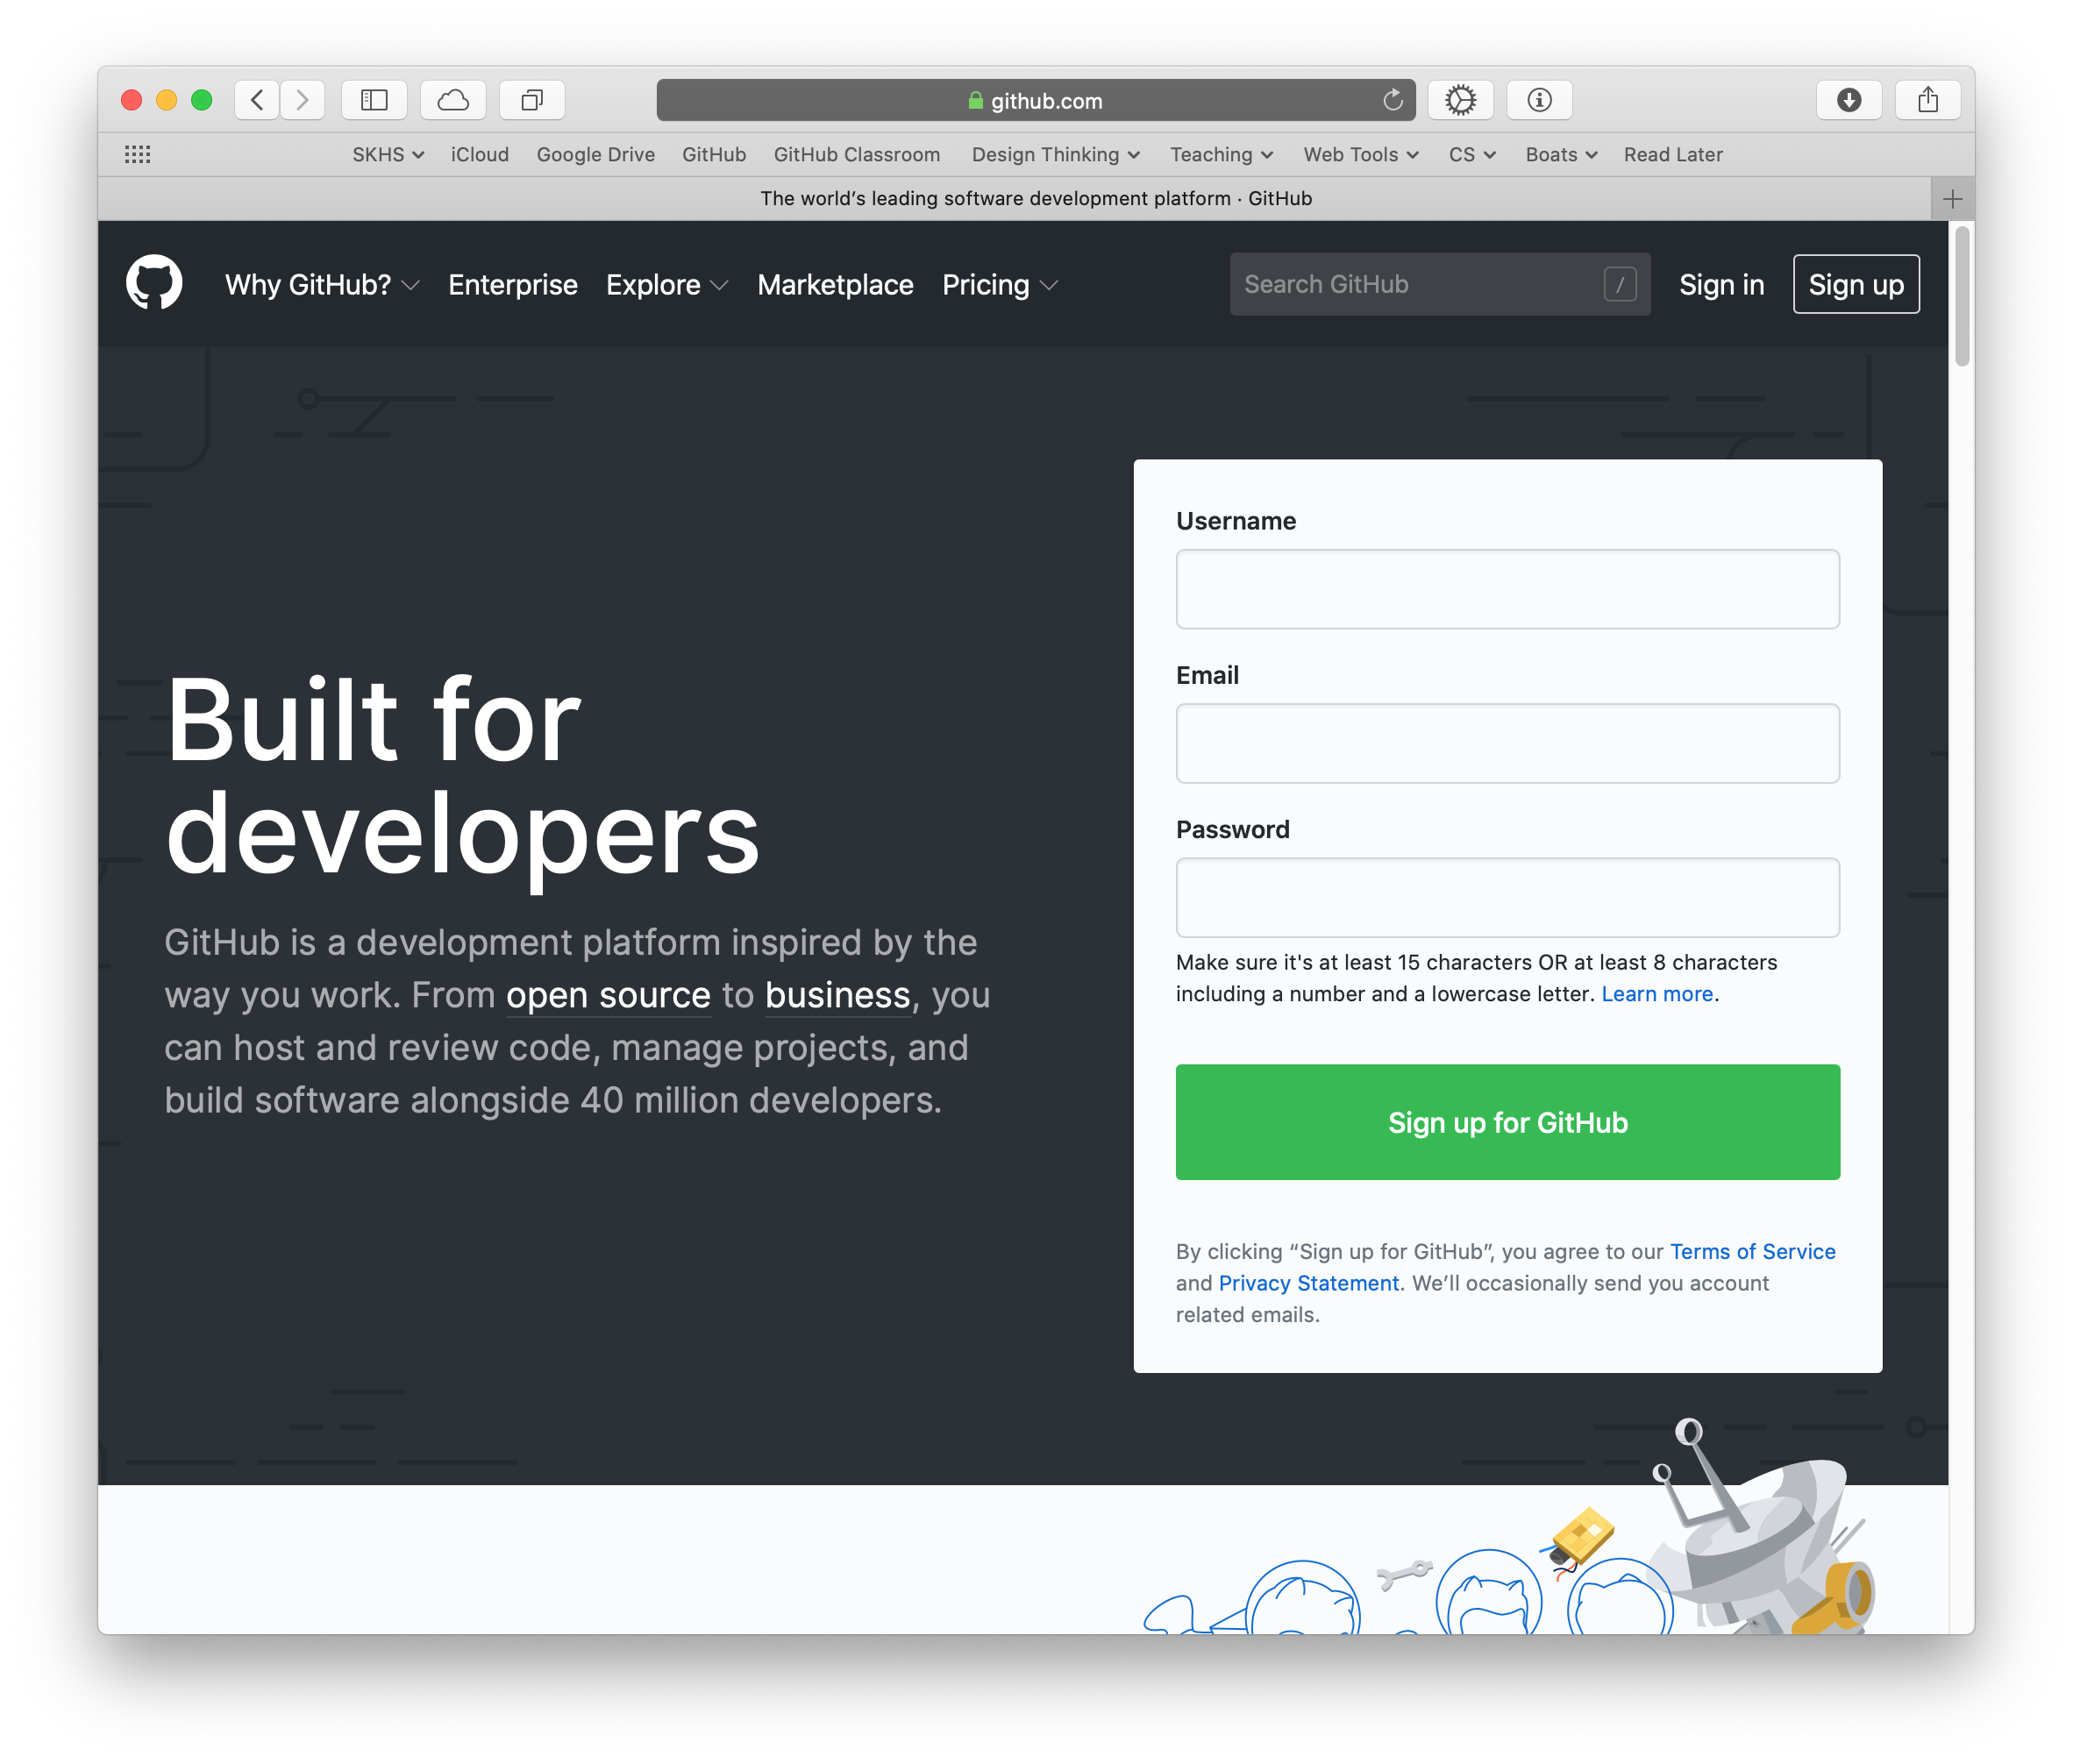 github.com
SKHS iCloud Google Drive GitHub GitHub Classroom Design Thinking Teaching Web Tools CS Boats Read Later
The world’s leading software development platform · GitHub
Why GitHub? Enterprise Explore Marketplace Pricing Search GitHub / Sign in Sign up
Built for
developers
GitHub is a development platform inspired by the
way you work. From open source to business, you
can host and review code, manage projects, and
build software alongside 40 million developers.
Username
Email
Password
Make sure it's at least 15 characters OR at least 8 characters
including a number and a lowercase letter. Learn more.
Sign up for GitHub
By clicking “Sign up for GitHub”, you agree to our Terms of Service
and Privacy Statement. We’ll occasionally send you account
related emails.